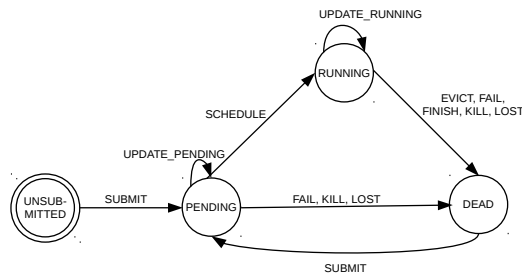 UPDATE_RUNNING
RUNNING
EVICT, FAIL,
FINISH, KILL, LOST
SCHEDULE
UPDATE_PENDING
UNSUB-
MITTED
SUBMIT
PENDING
FAIL, KILL, LOST
DEAD
SUBMIT